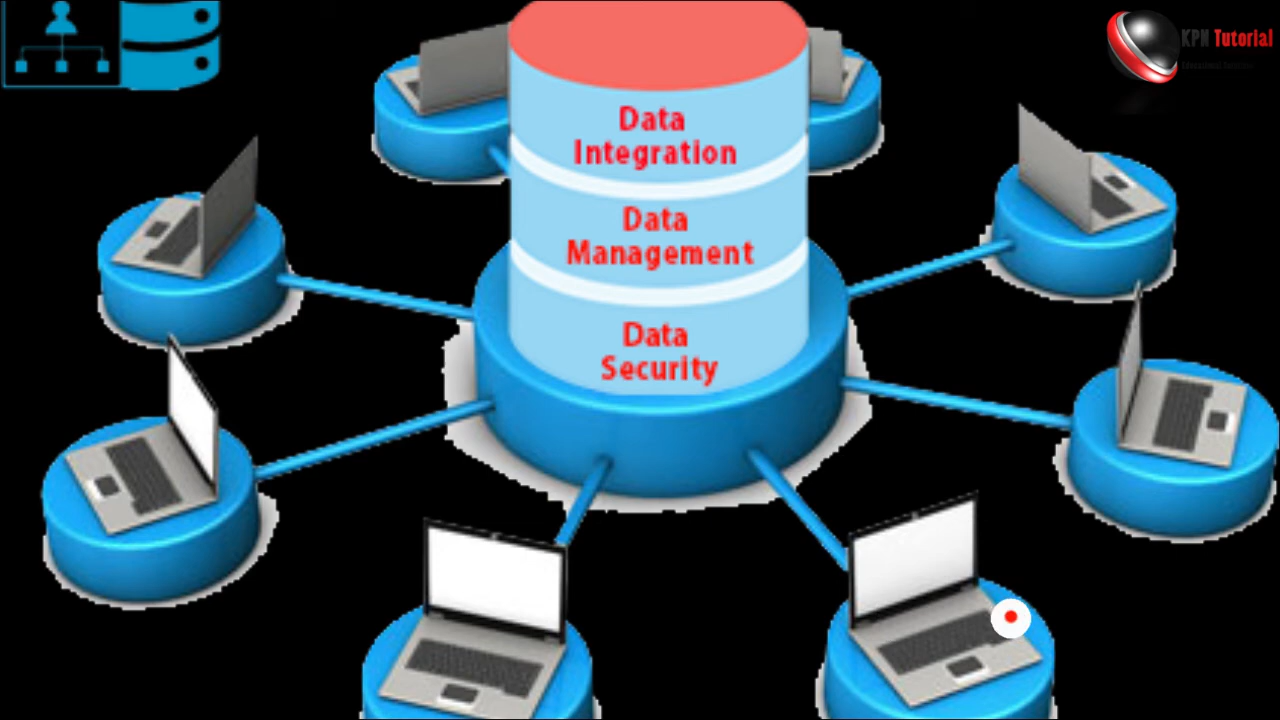 KPN Tutorial
Data
Integration
Data
Management
Data
Security